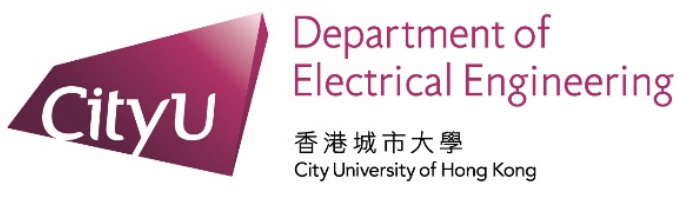 CityU
Department of
Electrical Engineering
香港城市大學
City University of Hong Kong